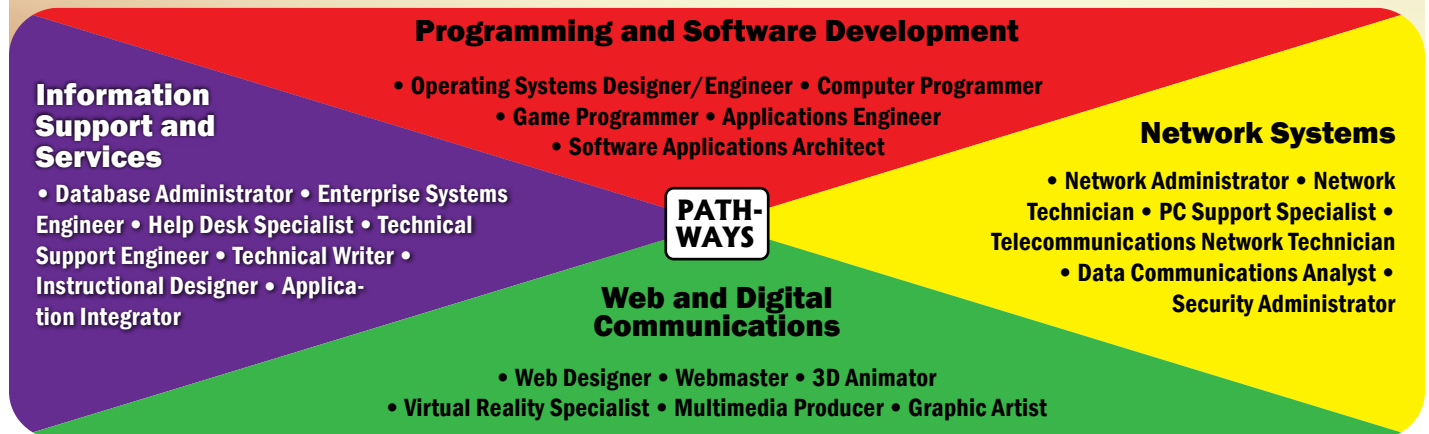 Programming and Software Development
• Operating Systems Designer/Engineer • Computer Programmer
• Game Programmer • Applications Engineer
• Software Applications Architect
Information
Support and
Services
• Database Administrator • Enterprise Systems
Engineer • Help Desk Specialist • Technical
Support Engineer • Technical Writer •
Instructional Designer • Applica-
tion Integrator
PATH-
WAYS
Network Systems
• Network Administrator • Network
Technician • PC Support Specialist •
Telecommunications Network Technician
• Data Communications Analyst •
Security Administrator
Web and Digital
Communications
• Web Designer • Webmaster • 3D Animator
• Virtual Reality Specialist • Multimedia Producer • Graphic Artist